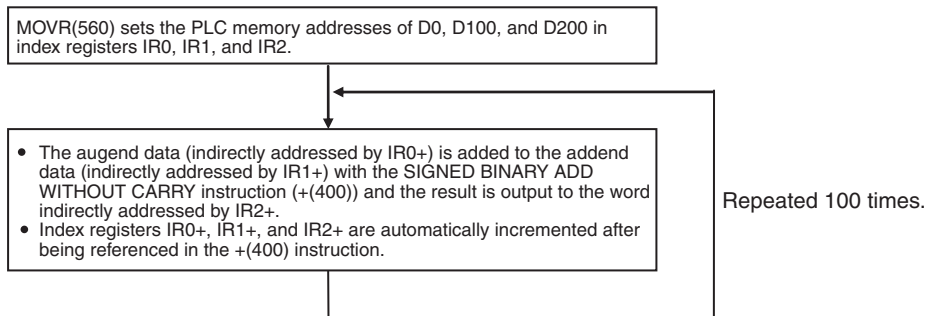 MOVR(560) sets the PLC memory addresses of D0, D100, and D200 in
index registers IR0, IR1, and IR2.
• The augend data (indirectly addressed by IR0+) is added to the addend
data (indirectly addressed by IR1+) with the SIGNED BINARY ADD
WITHOUT CARRY instruction (+(400)) and the result is output to the word
indirectly addressed by IR2+.
• Index registers IR0+, IR1+, and IR2+ are automatically incremented after
being referenced in the +(400) instruction.
Repeated 100 times.